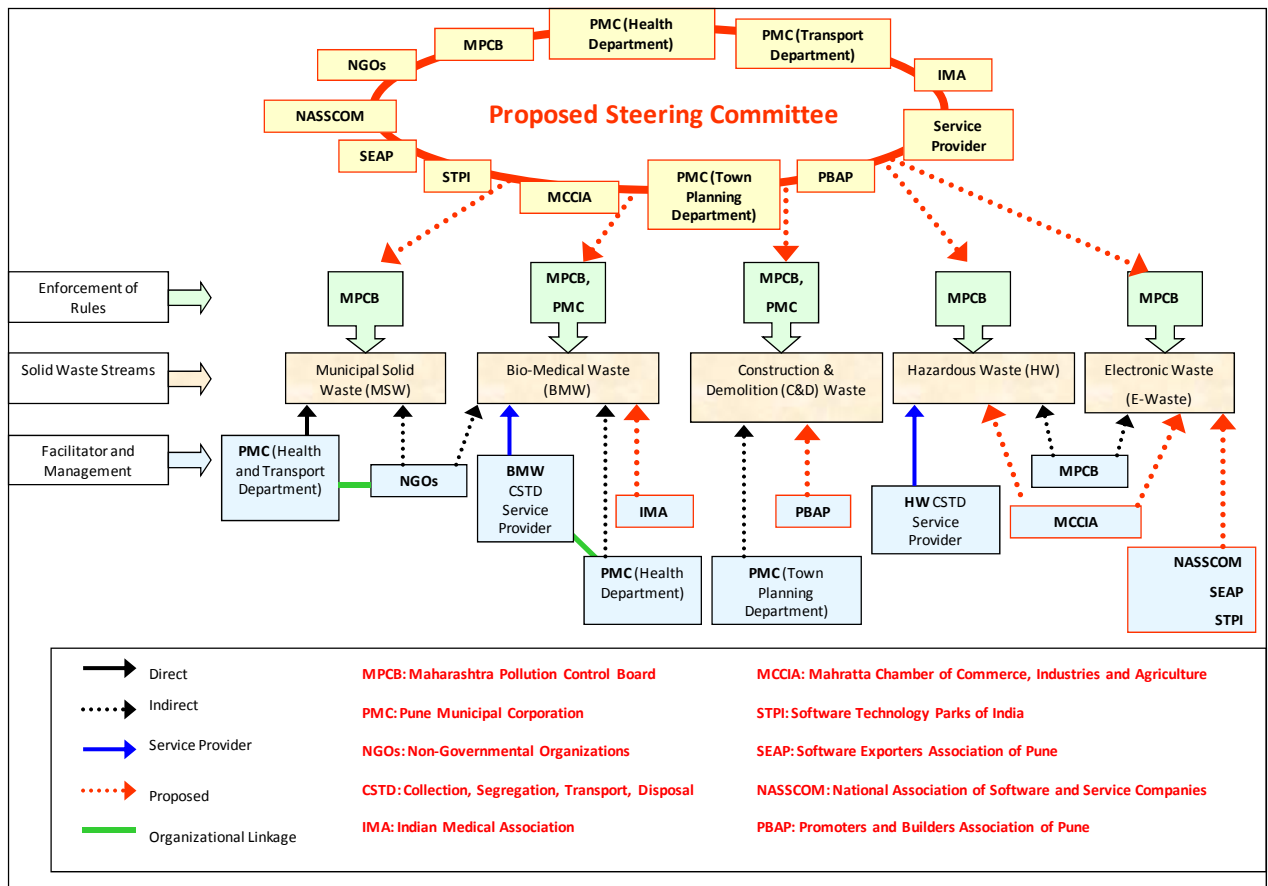 PMC (Health
Department)
PMC (Transport
Department)
MPCB
NGOs
IMA
NASSCOM
Proposed Steering Committee
Service
Provider
SEAP
STPI
MCCIA
PMC (Town
Planning
Department)
PBAP
Enforcement of
Rules
MPCB
MPCB,
PMC
MPCB,
PMC
MPCB
MPCB
Solid Waste Streams
Municipal Solid
Waste (MSW)
Bio-Medical Waste
(BMW)
Construction &
Demolition (C&D) Waste
Hazardous Waste (HW)
Electronic Waste
(E-Waste)
Facilitator and
Management
PMC (Health
and Transport
Department)
NGOs
BMW
CSTD
Service
Provider
IMA
PBAP
HW CSTD
Service
Provider
MPCB
MCCIA
PMC (Health
Department)
PMC (Town
Planning
Department)
NASSCOM
SEAP
STPI
Direct
Indirect
Service Provider
Proposed
Organizational Linkage
MPCB: Maharashtra Pollution Control Board
PMC: Pune Municipal Corporation
NGOs: Non-Governmental Organizations
CSTD: Collection, Segregation, Transport, Disposal
IMA: Indian Medical Association
MCCIA: Mahratta Chamber of Commerce, Industries and Agriculture
STPI: Software Technology Parks of India
SEAP: Software Exporters Association of Pune
NASSCOM: National Association of Software and Service Companies
PBAP: Promoters and Builders Association of Pune